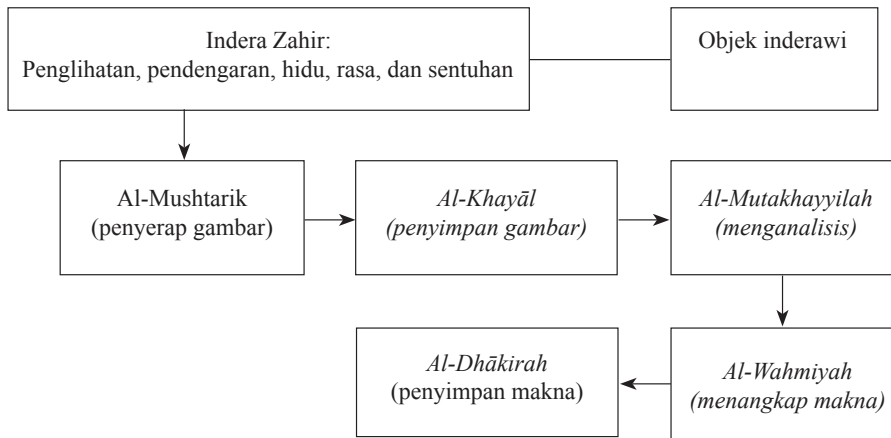 Indera Zahir:
Penglihatan, pendengaran, hidu, rasa, dan sentuhan
Objek inderawi
Al-Mushtarik
(penyerap gambar)
Al-Khayāl
(penyimpan gambar)
Al-Mutakhayyilah
(menganalisis)
Al-Dhākirah
(penyimpan makna)
Al-Wahmiyah
(menangkap makna)